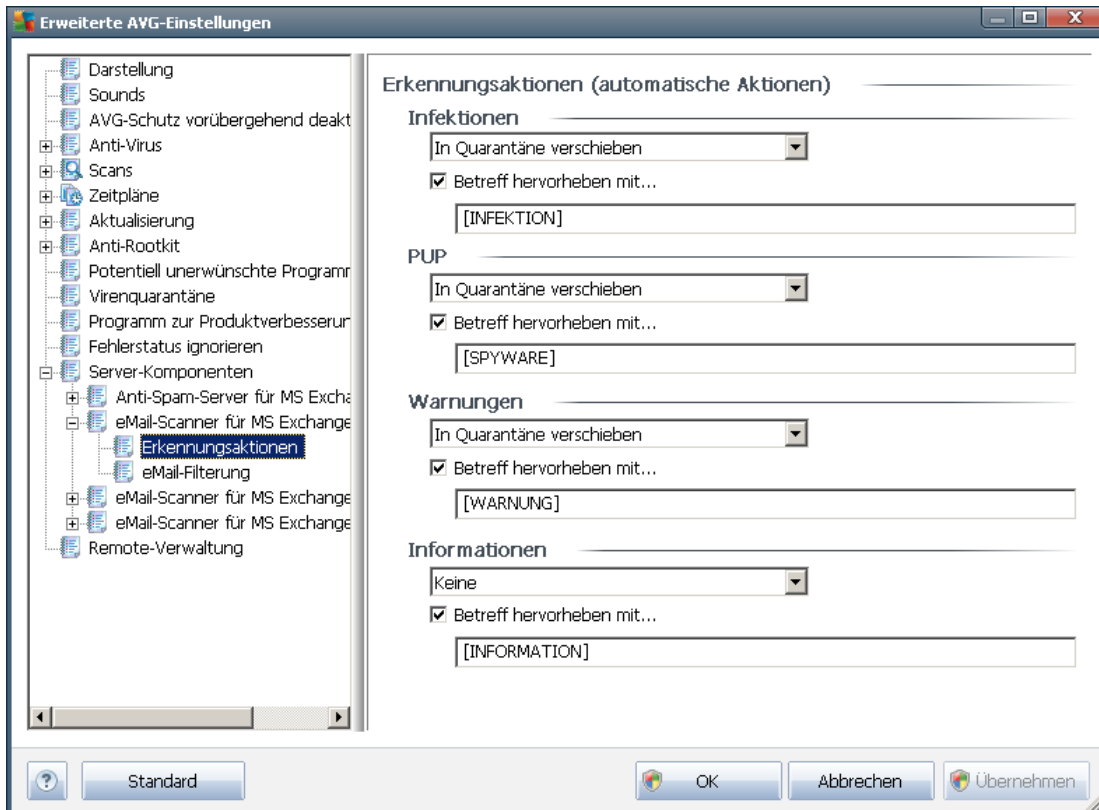 Erweiterte AVG-Einstellungen
Darstellung
Sounds
AVG-Schutz vorübergehend deakt
Anti-Virus
Scans
Zeitpläne
Aktualisierung
Anti-Rootkit
Potentiell unerwünschte Programm
Virenquarantäne
Programm zur Produktverbesserun
Fehlerstatus ignorieren
Server-Komponenten
Anti-Spam-Server für MS Excha
eMail-Scanner für MS Exchange
Erkennungsaktionen
eMail-Filterung
eMail-Scanner für MS Exchange
eMail-Scanner für MS Exchange
Remote-Verwaltung
Erkennungsaktionen (automatische Aktionen)
Infektionen
In Quarantäne verschieben
Betreff hervorheben mit...
[INFEKTION]
PUP
In Quarantäne verschieben
Betreff hervorheben mit...
[SPYWARE]
Warnungen
In Quarantäne verschieben
Betreff hervorheben mit...
[WARNUNG]
Informationen
Keine
Betreff hervorheben mit...
[INFORMATION]
? Standard OK Abbrechen Übernehmen